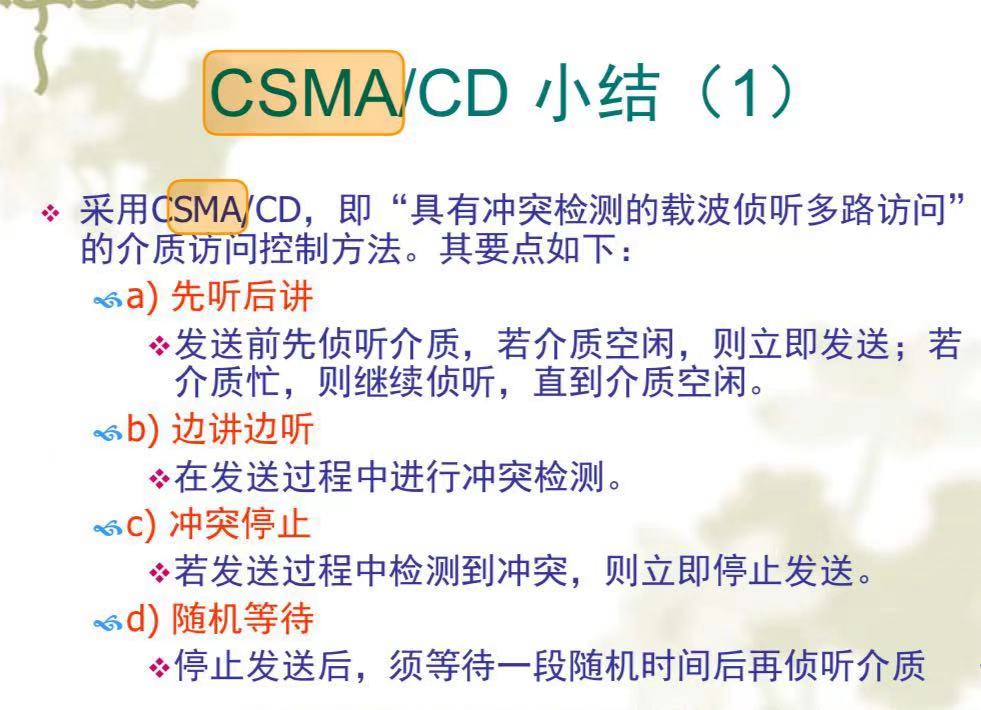 CSMA/CD 小结（1）
采用CSMA/CD，即“具有冲突检测的载波侦听多路访问”
的介质访问控制方法。其要点如下：
a) 先听后讲
发送前先侦听介质，若介质空闲，则立即发送；若
介质忙，则继续侦听，直到介质空闲。
b) 边讲边听
在发送过程中进行冲突检测。
c) 冲突停止
若发送过程中检测到冲突，则立即停止发送。
d) 随机等待
停止发送后，须等待一段随机时间后再侦听介质